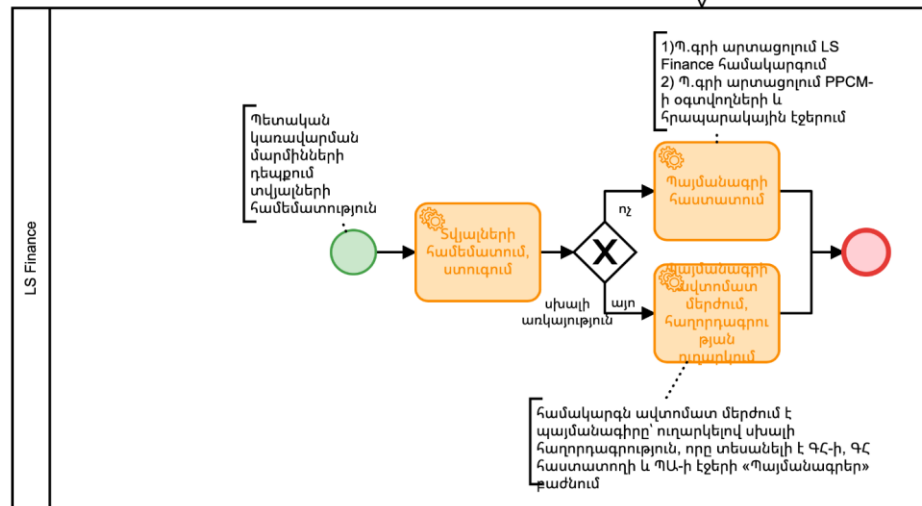 1)Պ.գրի արտացոլում LS
Finance համակարգում
2) Պ.գրի արտացոլում PPCM-
ի օգտվողների և
հրապարակային էջերում
Պետական
կառավարման
մարմինների
դեպքում
տվյալների
համեմատություն
LS Finance
Տվյալների
համեմատում,
ստուգում
X
ոչ
Պայմանագրի
հաստատում
սխալի
առկայություն
այո
Պայմանագրի
ավտոմատ
մերժում,
հաղորդագրու
թյան
ուղարկում
համակարգն ավտոմատ մերժում է
պայմանագիրը՝ ուղարկելով սխալի
հաղորդագրություն, որը տեսանելի է ԳՀ-ի, ԳՀ
հաստատողի և ՊԱ-ի էջերի «Պայմանագրեր»
բաժնում